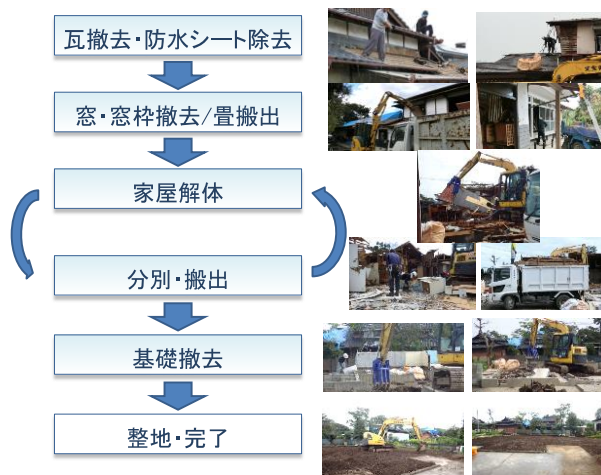 瓦撤去・防水シート除去
窓・窓枠撤去/畳搬出
家屋解体
分別・搬出
基礎撤去
整地・完了